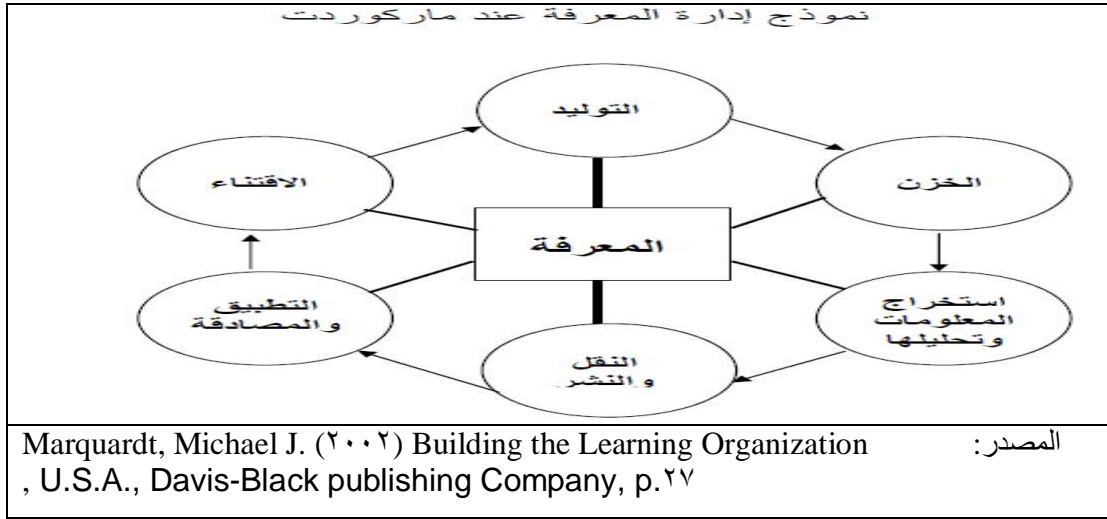 نموذج إدارة المعرفة عند ماركوردت
التوليد
الخزن
الاقتناء
المعرفة
استخراج
المعلومات
وتحليلها
التطبيق
والمصادقة
النقل
والنشر
المصدر: Marquardt, Michael J. (٢٠٠٢) Building the Learning Organization
, U.S.A., Davis-Black publishing Company, p.٢٧